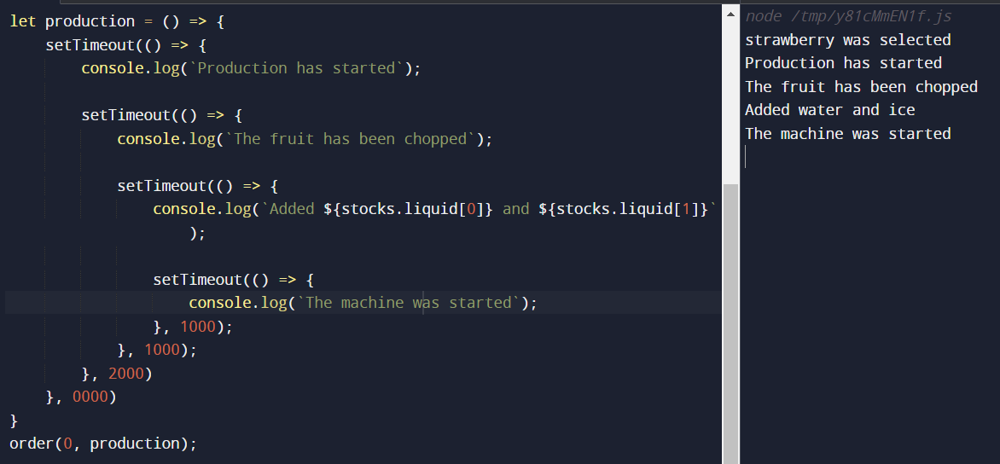 let production = () => {
setTimeout(() => {
console.log(`Production has started`);
setTimeout(() => {
console.log(`The fruit has been chopped`);
setTimeout(() => {
console.log(`Added ${stocks.liquid[0]} and ${stocks.liquid[1]}`
);
setTimeout(() => {
console.log(`The machine was started`);
}, 1000);
}, 1000);
}, 2000)
}, 0000)
}
order(0, production);
node /tmp/y81cMmEN1f.js
strawberry was selected
Production has started
The fruit has been chopped
Added water and ice
The machine was started